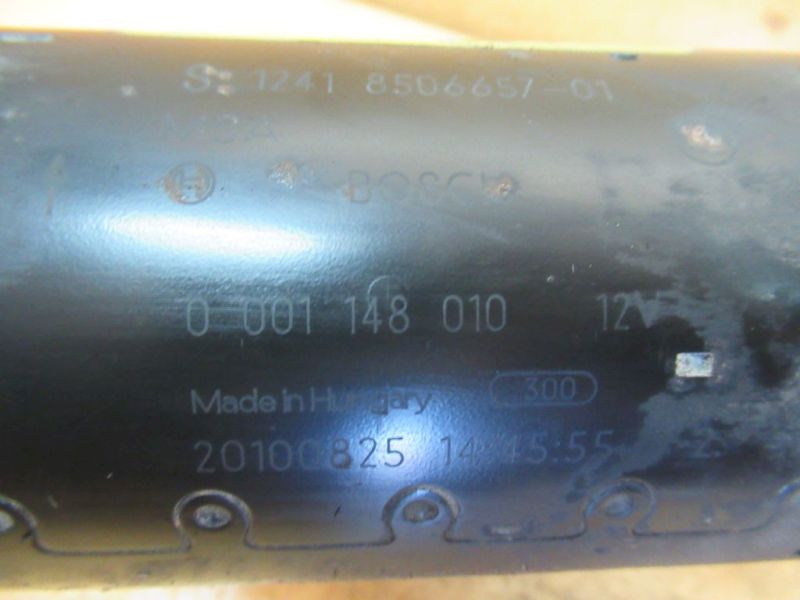 S: 1241 8506657-01
BOSCH
0 001 148 010 12V
Made in Hungary 300
20100825 14:45:55